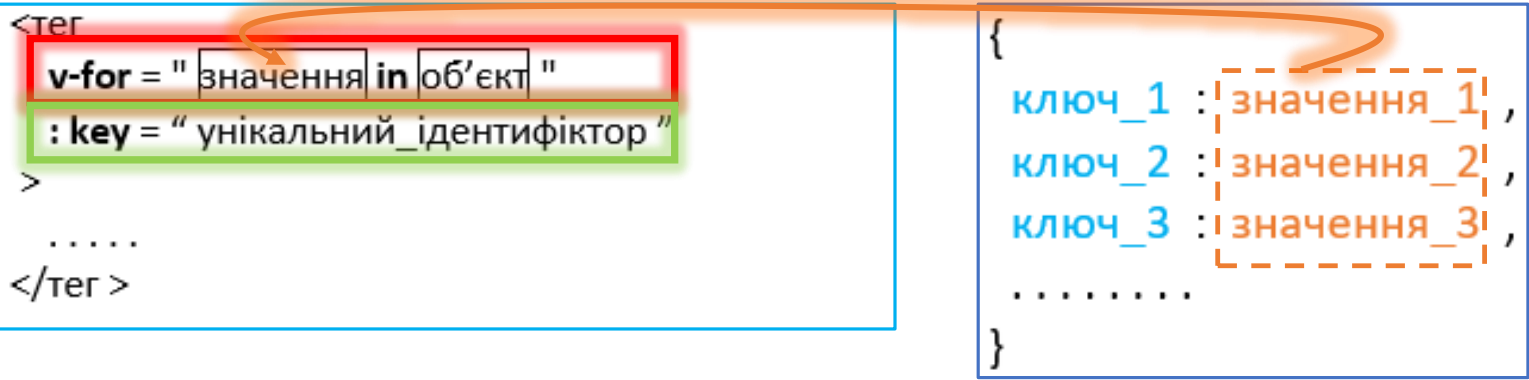 <тег
v-for = " значення in об’єкт "
: key = “ унікальний_ідентифіктор ”
>
.....
</тег >
{
ключ_1 : значення_1 ,
ключ_2 : значення_2 ,
ключ_3 : значення_3 ,
........
}